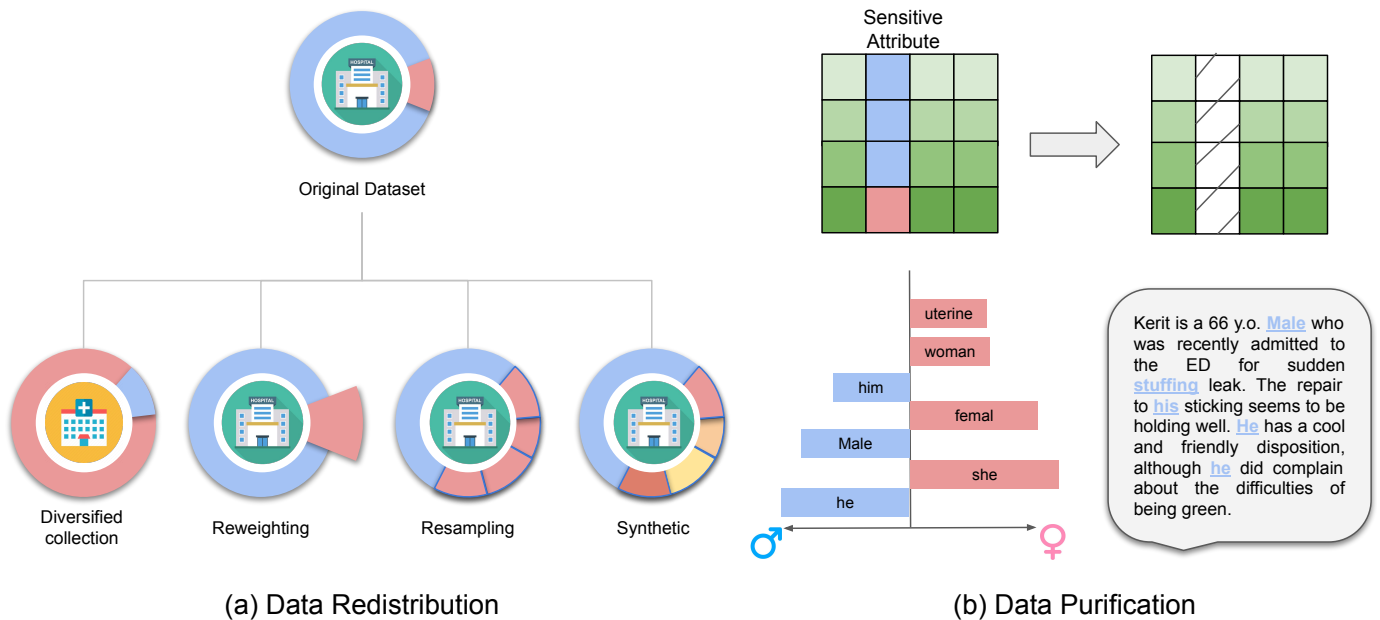 HOSPITAL
Original Dataset
HOSPITAL
HOSPITAL
HOSPITAL
Diversified
collection
Reweighting
Resampling
Synthetic
(a) Data Redistribution
Sensitive
Attribute
uterine
woman
him
femal
Male
she
he
Kerit is a 66 y.o. Male who
was recently admitted to
the ED for sudden
stuffing leak. The repair
to his sticking seems to be
holding well. He has a cool
and friendly disposition,
although he did complain
about the difficulties of
being green.
(b) Data Purification